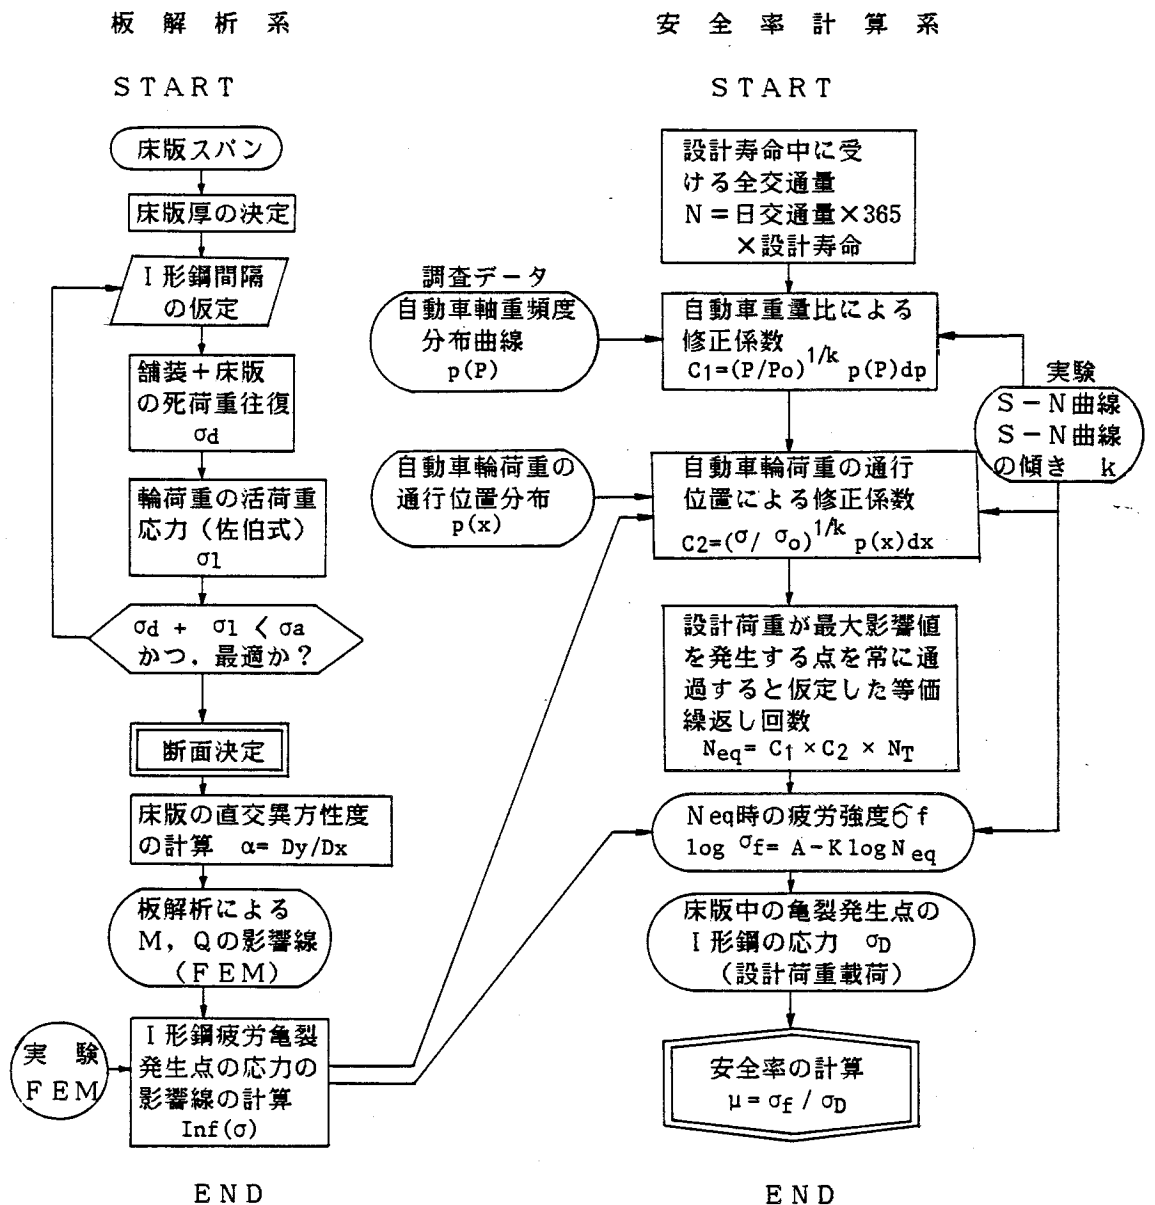 板解析系
START
床版スパン
床版厚の決定
I形鋼間隔
の仮定
舗装+床版
の死荷重往復
σd
輪荷重の活荷重
応力(佐伯式)
σl
σd + σl < σa
かつ,最適か?
断面決定
床版の直交異方性度
の計算 α= Dy/Dx
板解析による
M,Qの影響線
(FEM)
実 験
FEM
I形鋼疲労亀裂
発生点の応力の
影響線の計算
Inf(σ)
END
安全率計算系
START
設計寿命中に受
ける全交通量
N=日交通量×365
×設計寿命
調査データ
自動車軸重頻度
分布曲線
p(P)
自動車重量比による
修正係数
C1=(P/Po)^1/k p(P)dp
実験
S-N曲線
S-N曲線
の傾き k
自動車輪荷重の
通行位置分布
p(x)
自動車輪荷重の通行
位置による修正係数
C2=(σ/ σo)^1/k p(x)dx
設計荷重が最大影響値
を発生する点を常に通
過すると仮定した等価
繰返し回数
Neq= C1 ×C2 × NT
Neq時の疲労強度σf
log σf= A-KlogNeq
床版中の亀裂発生点の
I形鋼の応力 σD
(設計荷重載荷)
安全率の計算
μ=σf / σD
END